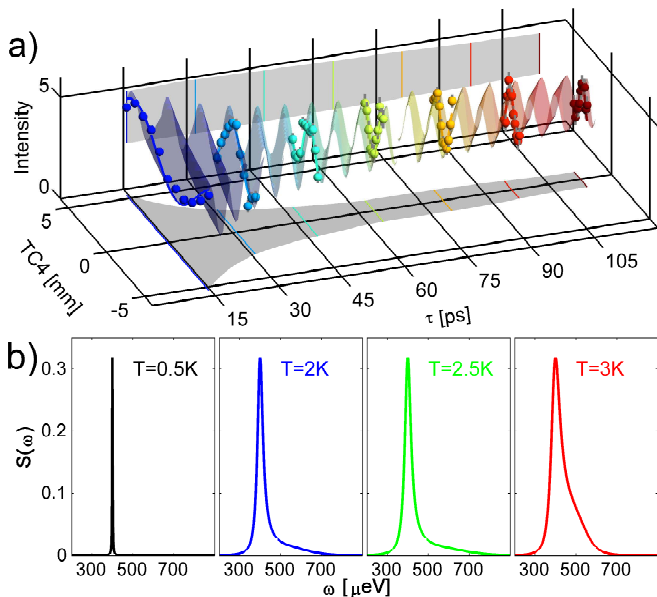 a)
5
Intensity
0
5
TC4 [mm]
0
-5
15
30
45
60
75
90
105
τ [ps]
b)
0.3
0.2
0.1
0
S(ω)
T=0.5K
T=2K
T=2.5K
T=3K
300 500 700
300 500 700
300 500 700
300 500 700
ω [μeV]